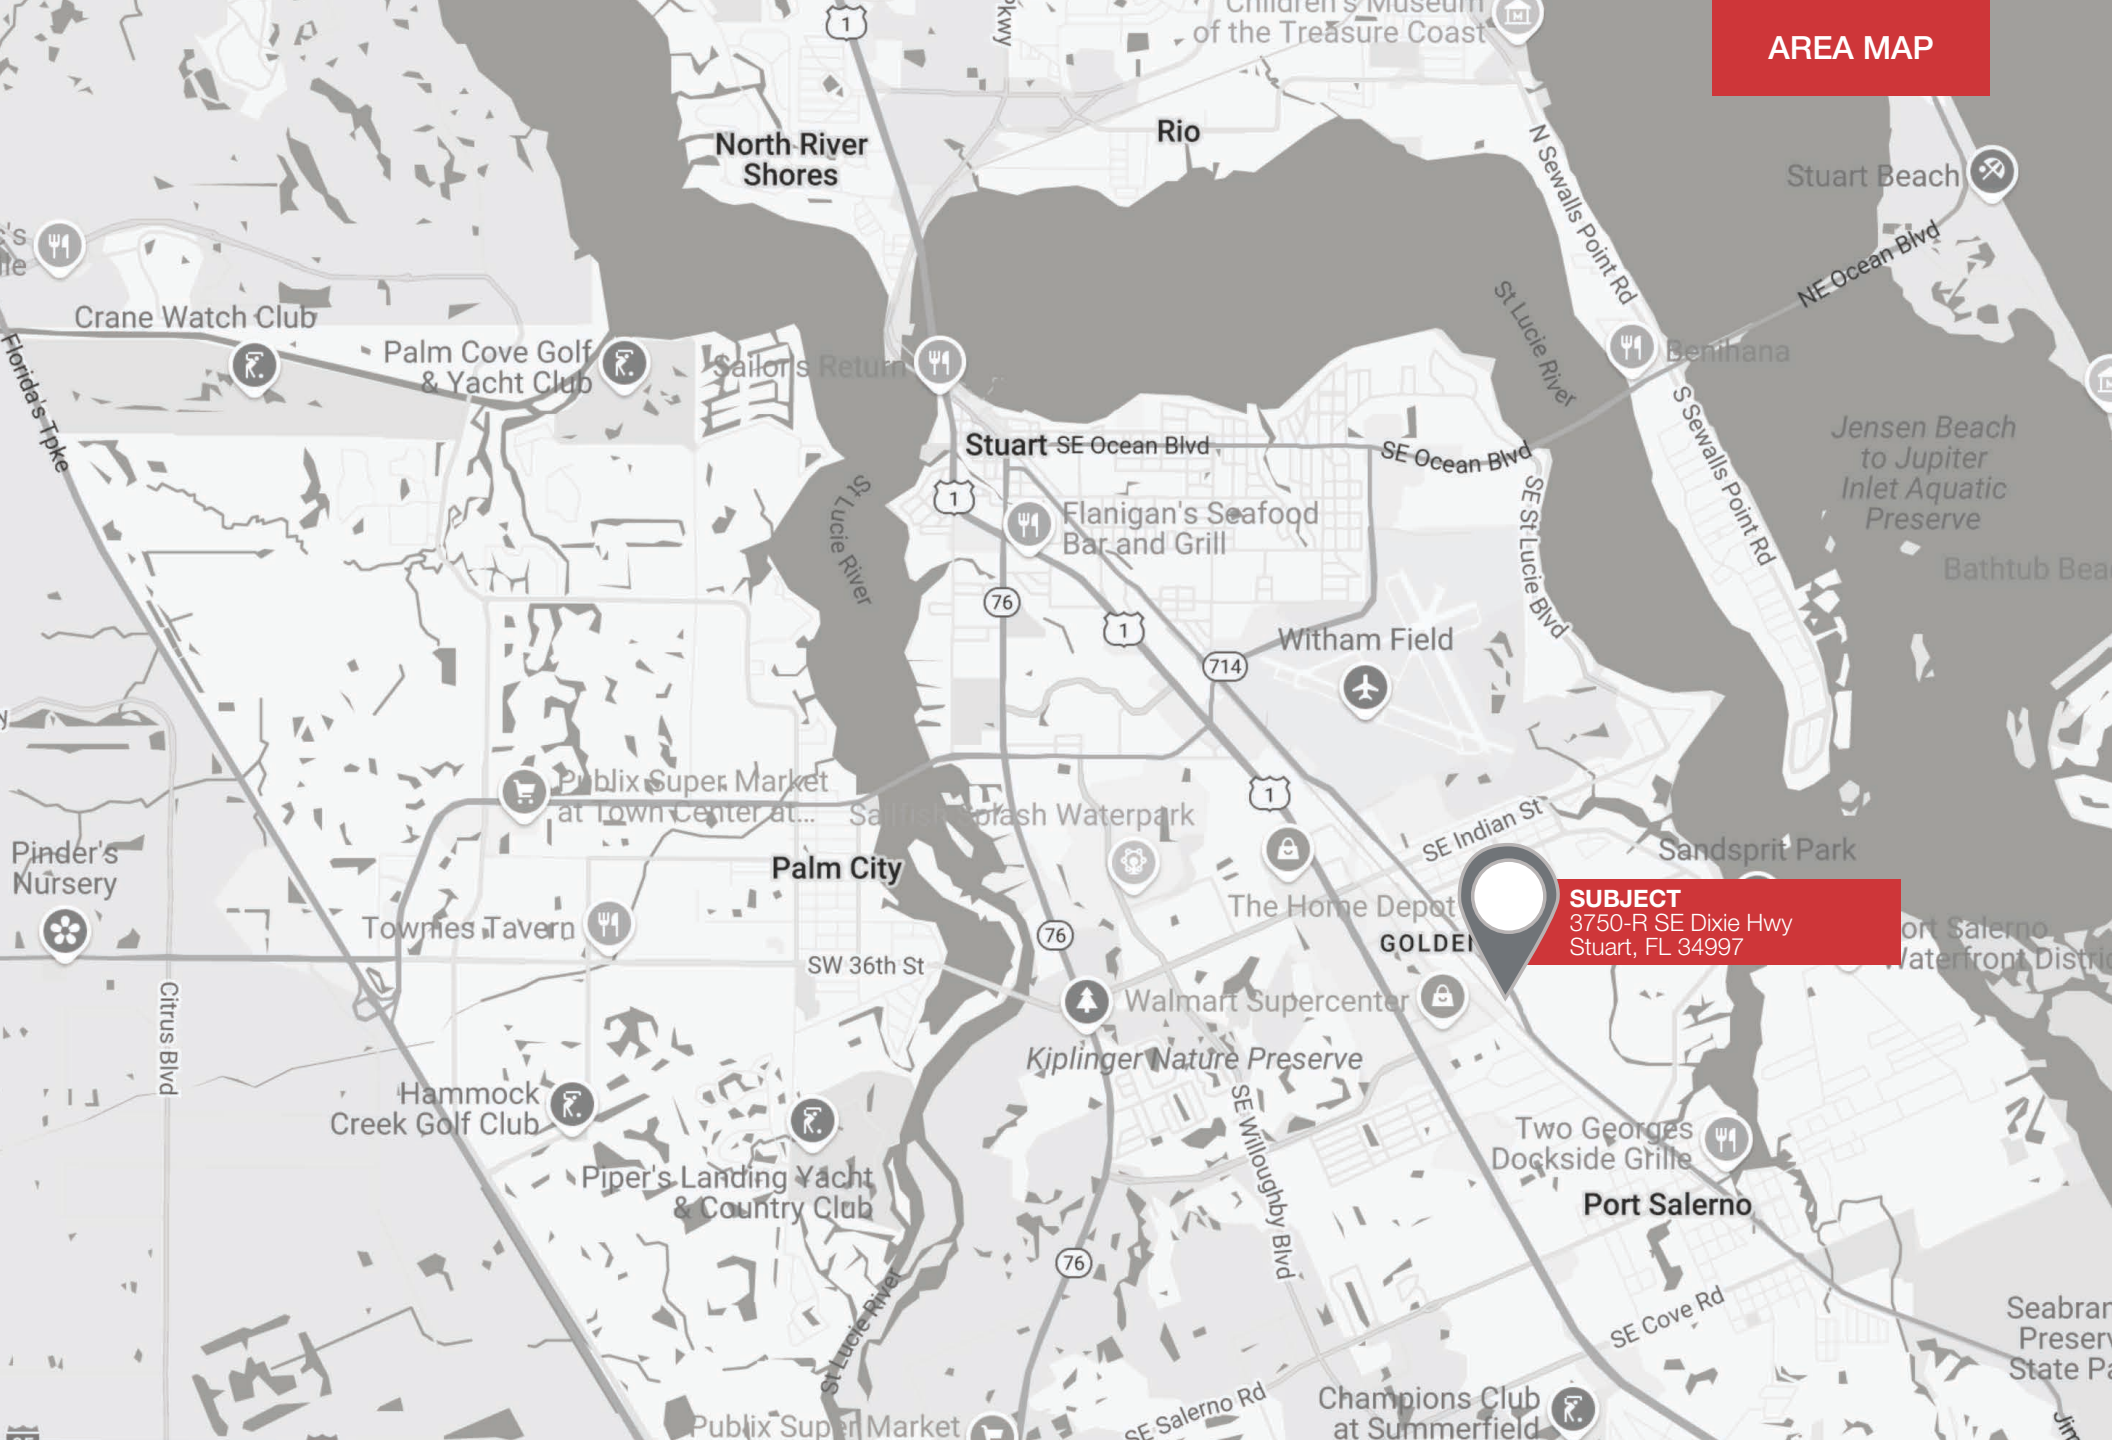 Children's Museum
of the Treasure Coast
AREA MAP
1
North River
Shores
Rio
N Sewalls Point Rd
Stuart Beach
NE Ocean Blvd
Crane Watch Club
Florida's Tpke
Palm Cove Golf
& Yacht Club
Sailor's Return
St Lucie River
Benihana
S Sewalls Point Rd
Jensen Beach
to Jupiter
Inlet Aquatic
Preserve
Stuart
SE Ocean Blvd
SE Ocean Blvd
St Lucie River
1
Flanigan's Seafood
Bar and Grill
SE St Lucie Blvd
76
1
714
Witham Field
Publix Super Market
at Town Center at...
Sailfish Splash Waterpark
1
SE Indian St
Sandsprit Park
Pinder's
Nursery
Palm City
Townies Tavern
The Home Depot
SUBJECT
3750-R SE Dixie Hwy
Stuart, FL 34997
76
SW 36th St
Citrus Blvd
Walmart Supercenter
Kiplinger Nature Preserve
Hammock
Creek Golf Club
SE Willoughby Blvd
Two Georges
Dockside Grille
Piper's Landing Yacht
& Country Club
Port Salerno
76
St Lucie River
SE Cove Rd
SE Salerno Rd
Champions Club
at Summerfield
Publix Super Market